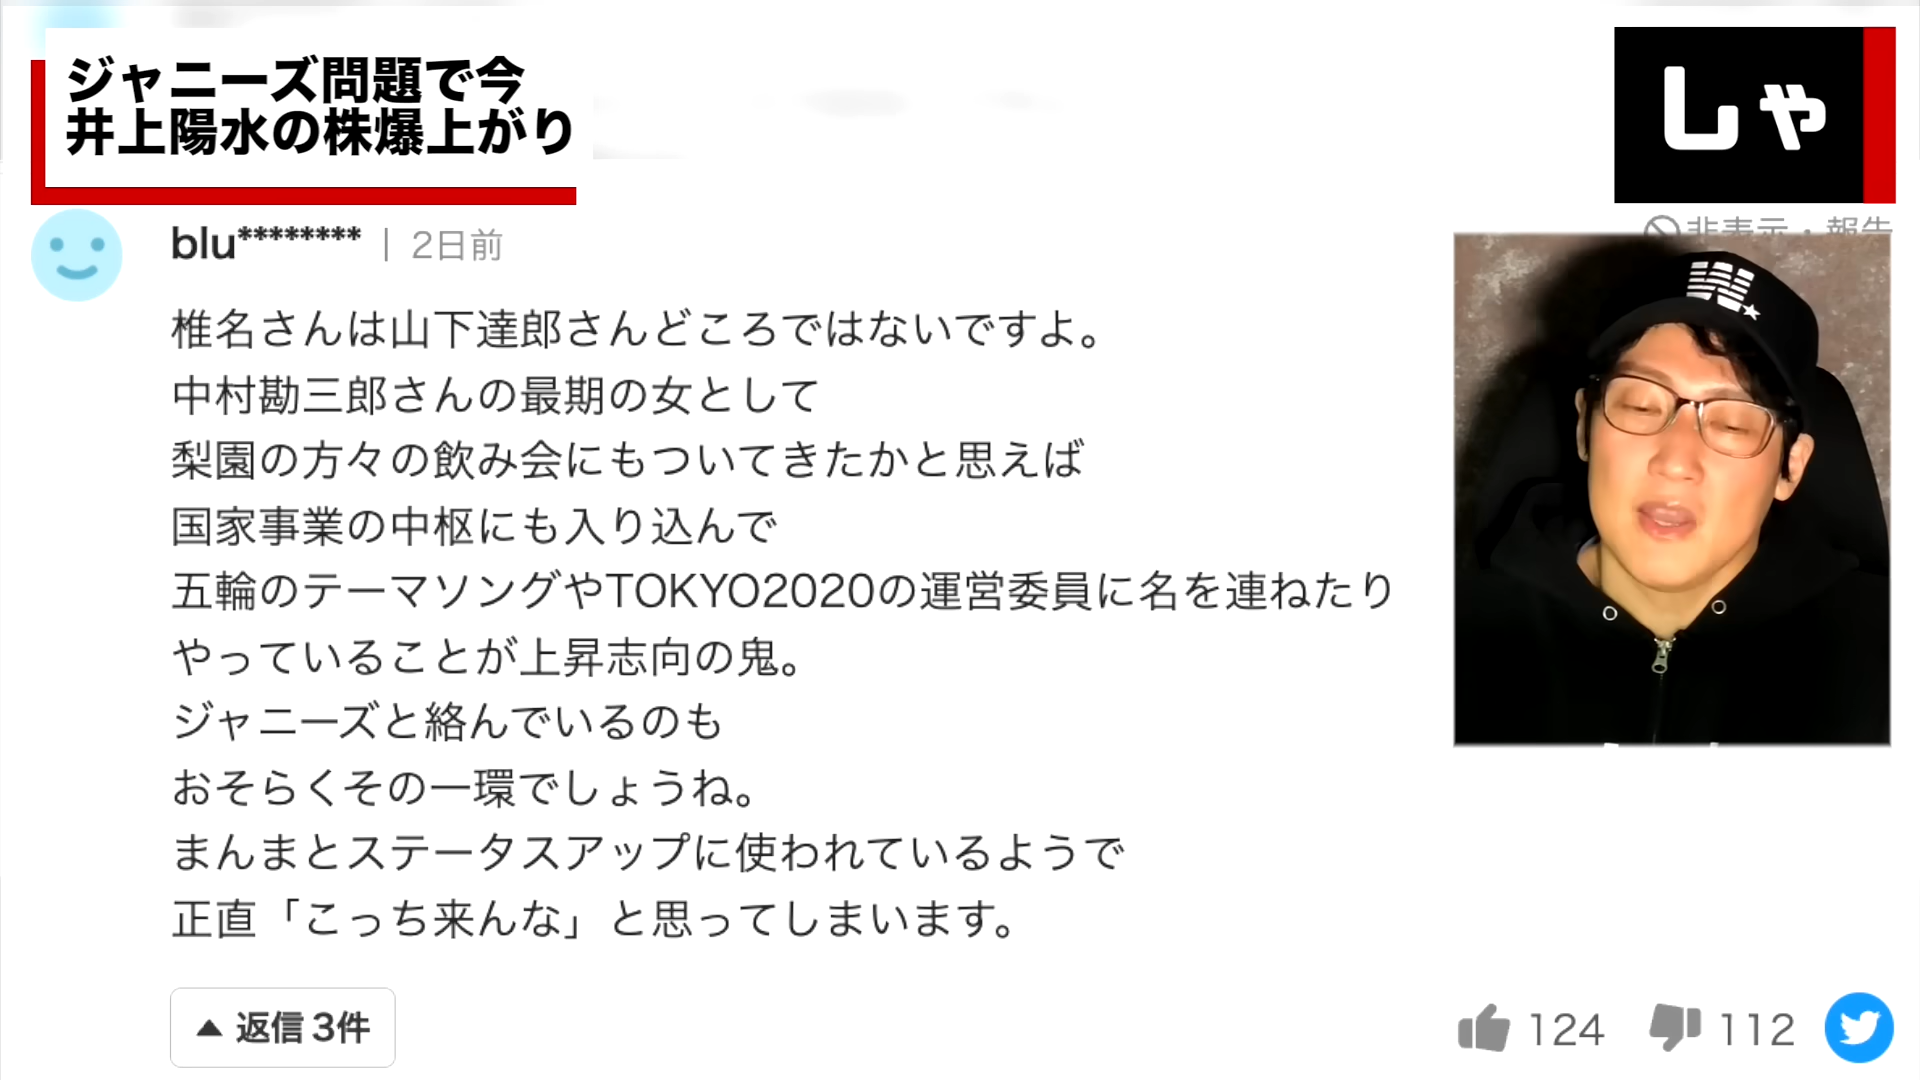 ジャニーズ問題で今
井上陽水の株爆上がり
しゃ
非表示・報告
blu********
2日前
椎名さんは山下達郎さんどころではないですよ。
中村勘三郎さんの最期の女として
梨園の方々の飲み会にもついてきたかと思えば
国家事業の中枢にも入り込んで
五輪のテーマソングやTOKYO2020の運営委員に名を連ねたり
やっていることが上昇志向の鬼。
ジャニーズと絡んでいるのも
おそらくその一環でしょうね。
まんまとステータスアップに使われているようで
正直「こっち来んな」と思ってしまいます。
返信3件
124
112
W